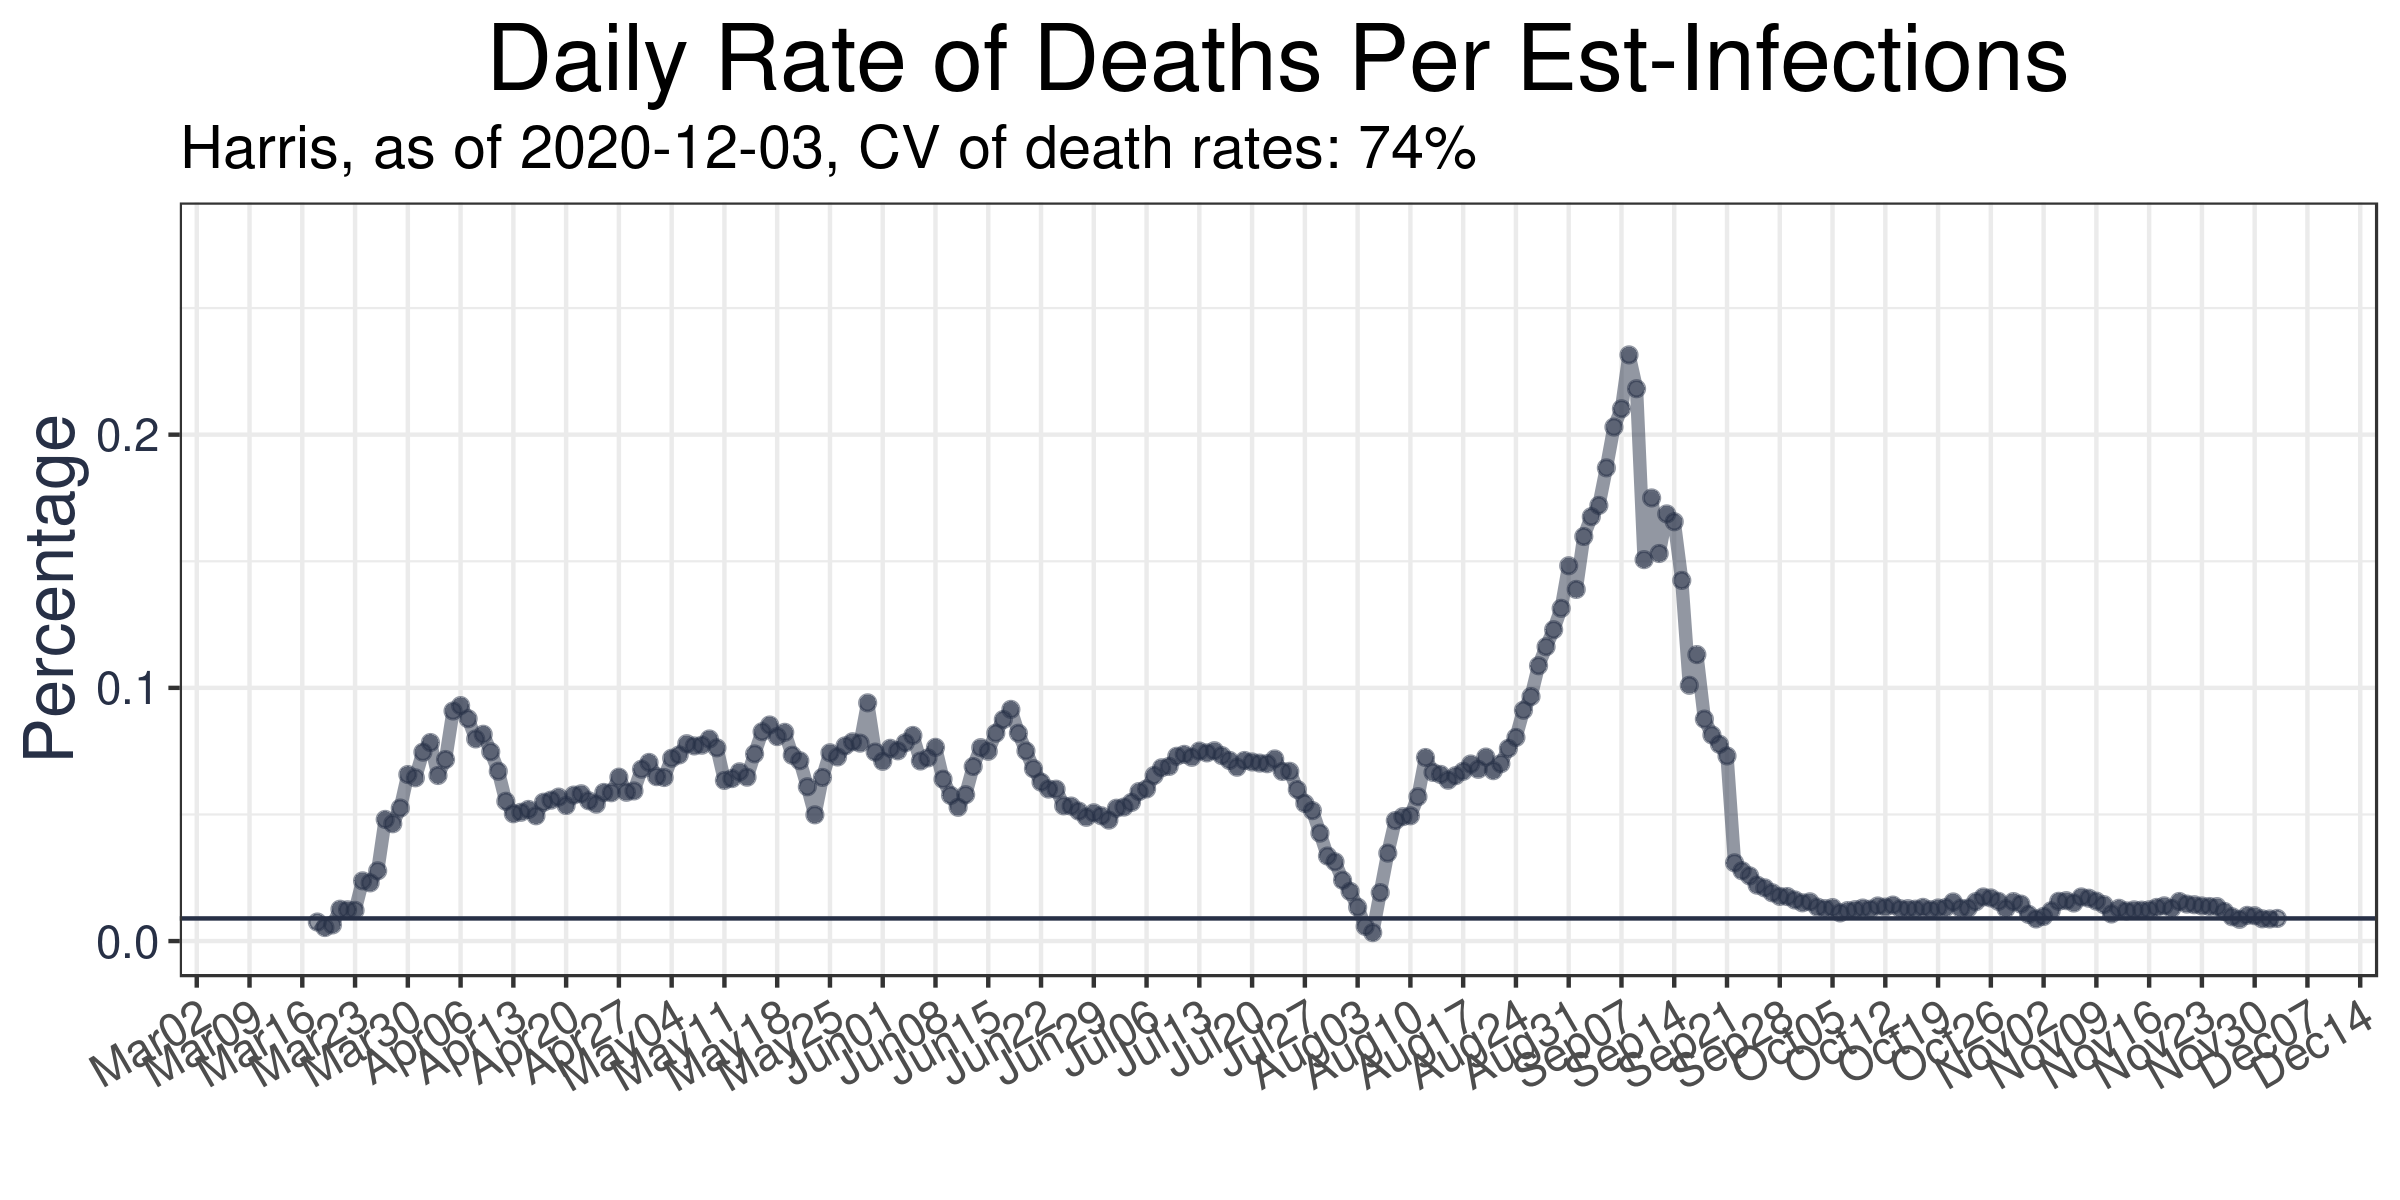 Daily Rate of Deaths Per Est-Infections
Harris, as of 2020-12-03, CV of death rates: 74%
Percentage
0.2
0.1
0.0
Mar02
Mar09
Mar16
Mar23
Mar30
Apr06
Apr13
Apr20
Apr27
May04
May11
May18
May25
Jun01
Jun08
Jun15
Jun22
Jun29
Jul06
Jul13
Jul20
Jul27
Aug03
Aug10
Aug17
Aug24
Aug31
Sep07
Sep14
Sep21
Sep28
Oct05
Oct12
Oct19
Oct26
Nov02
Nov09
Nov16
Nov23
Nov30
Dec07
Dec14